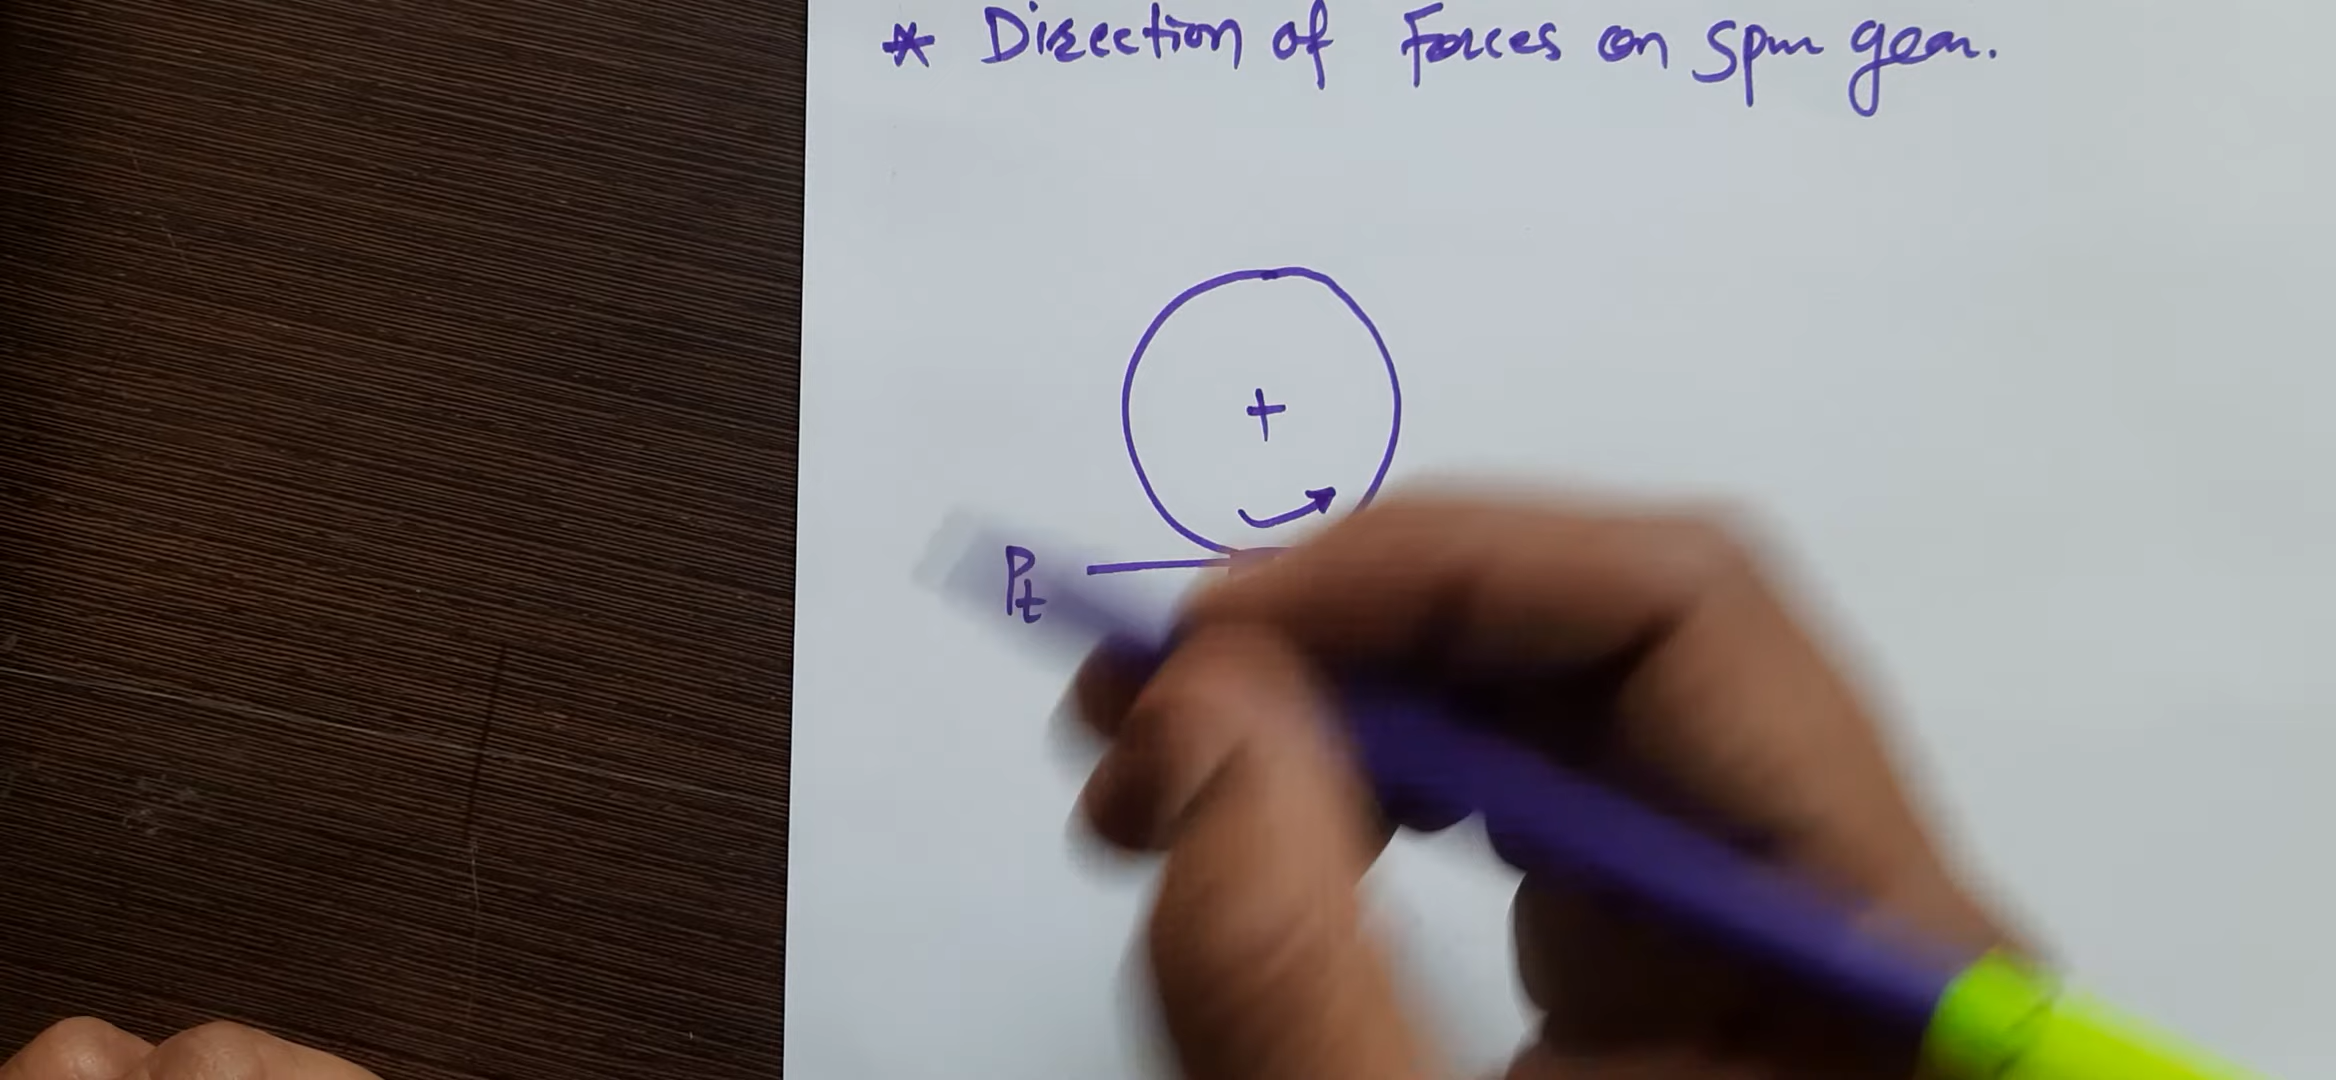 * Direction of Forces on Spur gear.
+
Pt